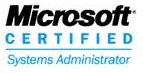 Microsoft®
CERTIFIED
Systems Administrator